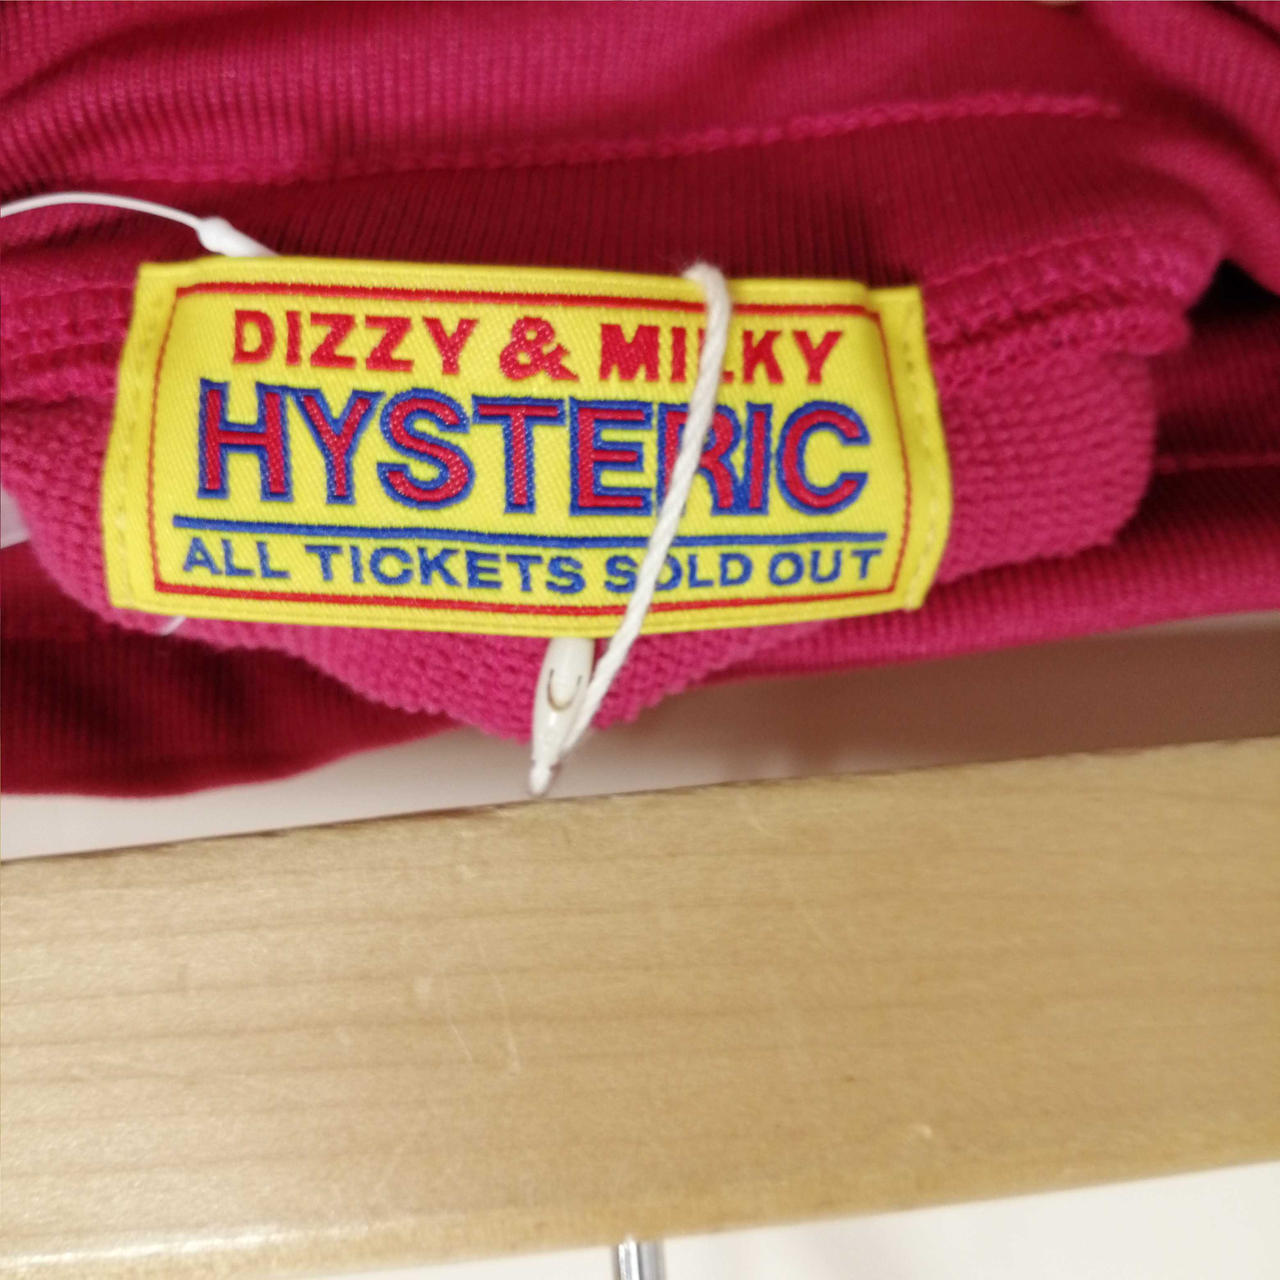 DIZZY & MILKY
HYSTERIC
ALL TICKETS SOLD OUT